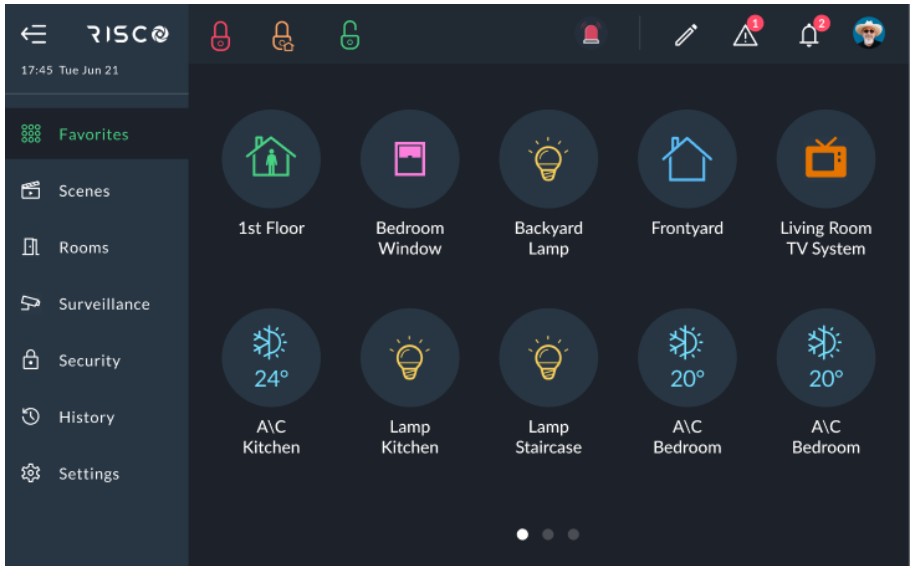 RISCO
1
2
17:45 Tue Jun 21
Favorites
Scenes
Rooms
Surveillance
Security
History
Settings
1st Floor
Bedroom
Window
Backyard
Lamp
Frontyard
Living Room
TV System
24°
A\C
Kitchen
Lamp
Kitchen
Lamp
Staircase
20°
A\C
Bedroom
20°
A\C
Bedroom